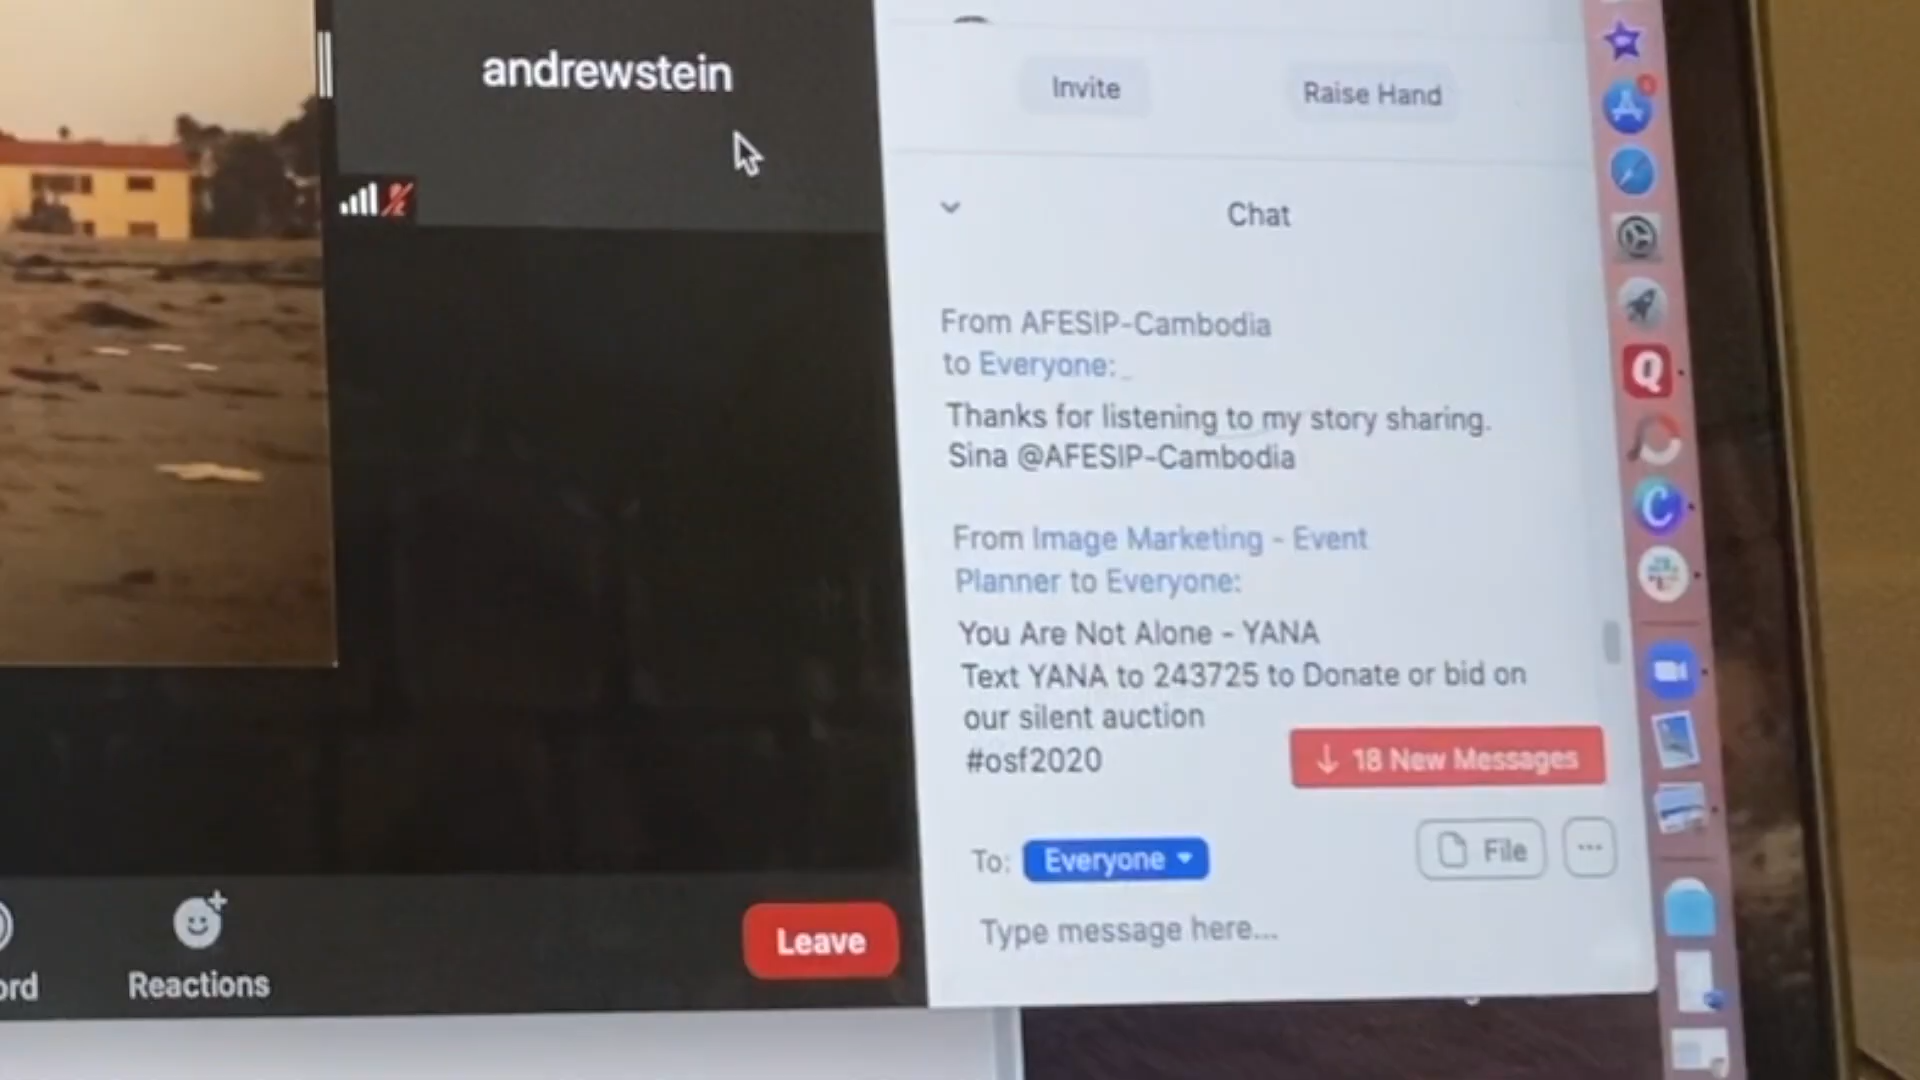 andrewstein
Invite
Raise Hand
Chat
From AFESIP-Cambodia
to Everyone:
Thanks for listening to my story sharing.
Sina @AFESIP-Cambodia
From Image Marketing - Event
Planner to Everyone:
You Are Not Alone - YANA
Text YANA to 243725 to Donate or bid on
our silent auction
#osf2020
↓ 18 New Messages
To: Everyone
File
...
Type message here...
ord
Reactions
Leave